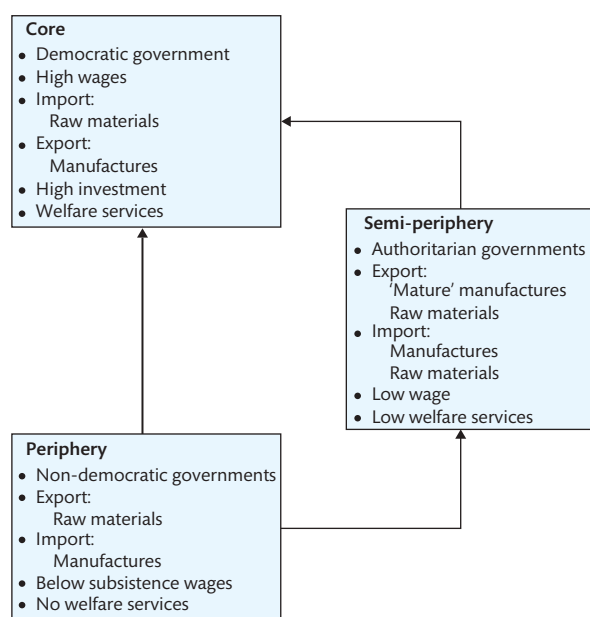 Core
• Democratic government
• High wages
• Import:
Raw materials
• Export:
Manufactures
• High investment
• Welfare services
Semi-periphery
• Authoritarian governments
• Export:
'Mature' manufactures
Raw materials
• Import:
Manufactures
Raw materials
• Low wage
• Low welfare services
Periphery
• Non-democratic governments
• Export:
Raw materials
• Import:
Manufactures
• Below subsistence wages
• No welfare services